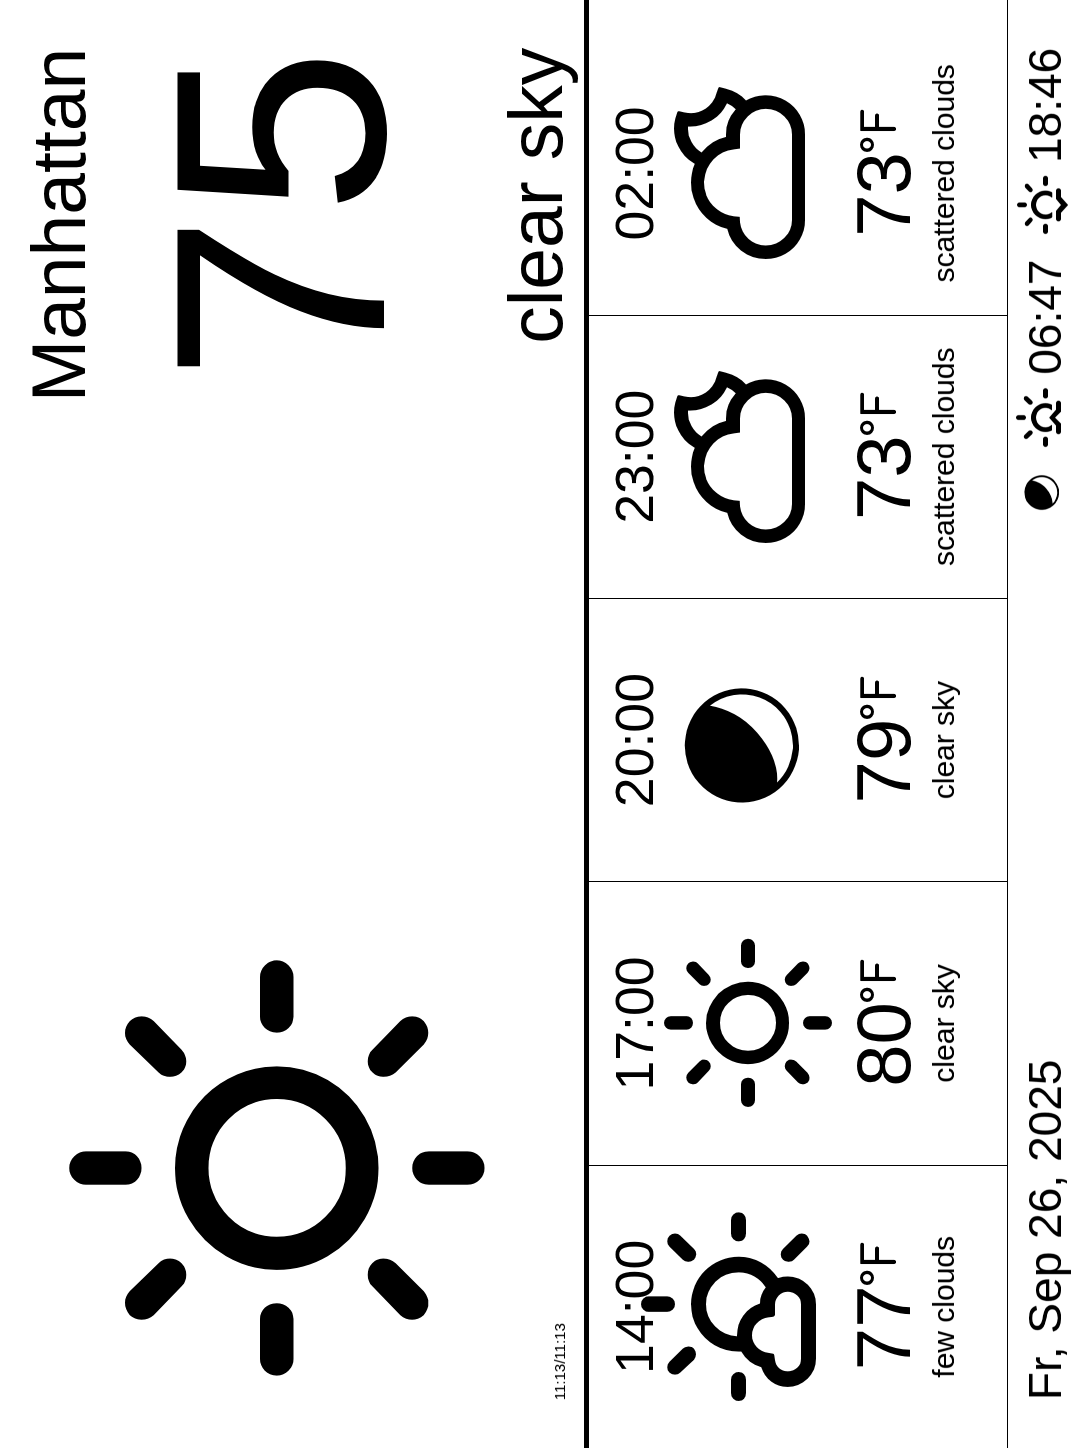 Manhattan
75
clear sky
11:13/11:13
14:00
77°F
few clouds
17:00
80°F
clear sky
20:00
79°F
clear sky
23:00
73°F
scattered clouds
02:00
73°F
scattered clouds
Fr, Sep 26, 2025
06:47
18:46